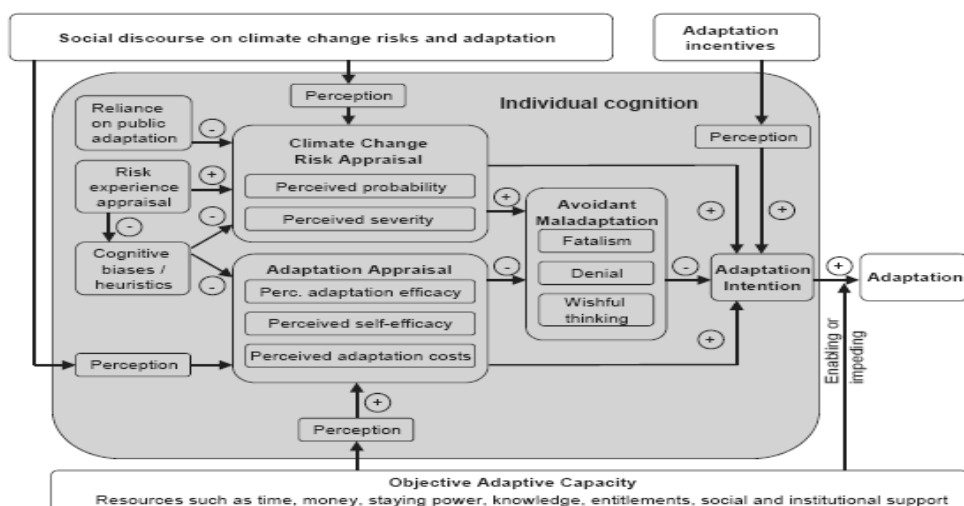 Social discourse on climate change risks and adaptation
Adaptation
incentives
Perception
Individual cognition
Reliance
on public
adaptation
-
Climate Change
Risk Appraisal
Perception
Risk
experience
appraisal
+
Perceived probability
Perceived severity
-
-
+
Avoidant
Maladaptation
Fatalism
Denial
Wishful
thinking
+
+
Cognitive
biases /
heuristics
-
Adaptation Appraisal
Perc. adaptation efficacy
Perceived self-efficacy
Perceived adaptation costs
-
-
Adaptation
Intention
+
Adaptation
+
Perception
+
Perception
Enabling or
impeding
Objective Adaptive Capacity
Resources such as time, money, staying power, knowledge, entitlements, social and institutional support